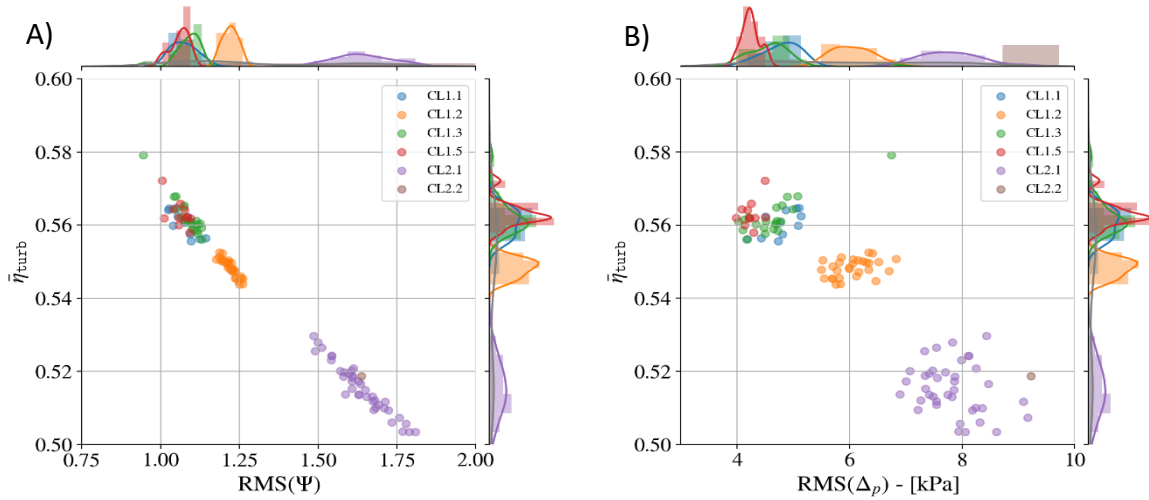 A)
B)
0.60
0.58
0.56
0.54
0.52
0.50
η̄turb
0.75
1.00
1.25
1.50
1.75
2.00
RMS(Ψ)
CL1.1
CL1.2
CL1.3
CL1.5
CL2.1
CL2.2
0.60
0.58
0.56
0.54
0.52
0.50
η̄turb
4
6
8
10
RMS(Δp) - [kPa]
CL1.1
CL1.2
CL1.3
CL1.5
CL2.1
CL2.2